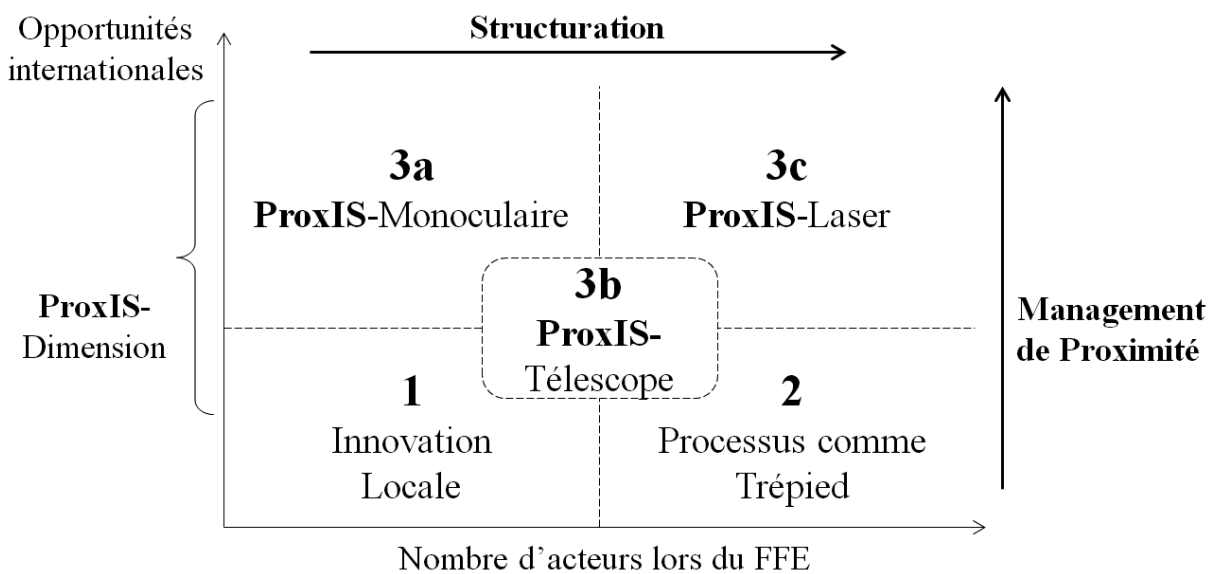 Opportunités
internationales
Structuration
3a
ProxIS-Monoculaire
3c
ProxIS-Laser
3b
ProxIS-
Télescope
ProxIS-
Dimension
Management
de Proximité
1
Innovation
Locale
2
Processus comme
Trépied
Nombre d’acteurs lors du FFE